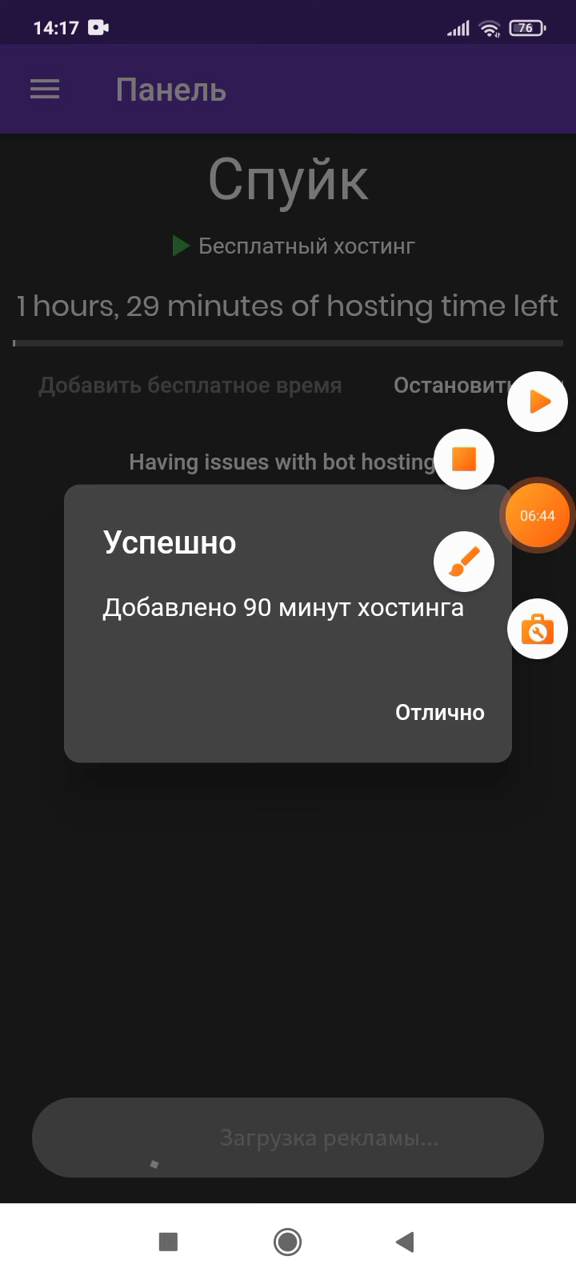 14:17
76
Панель
Спуйк
Бесплатный хостинг
1 hours, 29 minutes of hosting time left
Добавить бесплатное время
Остановить
Having issues with bot hosting
06:44
Успешно
Добавлено 90 минут хостинга
Отлично
Загрузка рекламы...